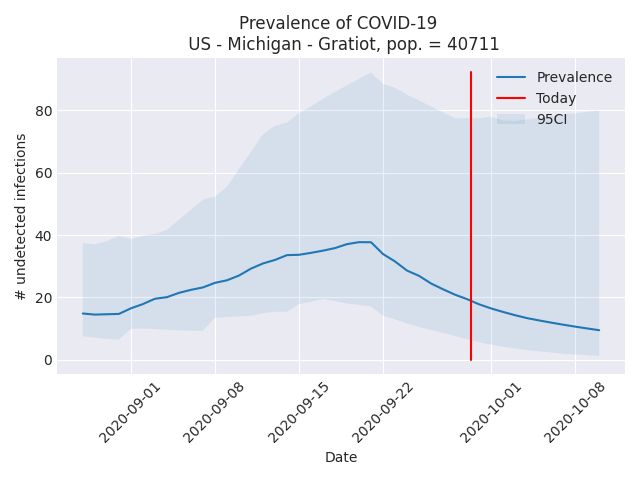 Prevalence of COVID-19
US - Michigan - Gratiot, pop. = 40711
Prevalence
Today
95CI
# undetected infections
80
60
40
20
0
2020-09-01
2020-09-08
2020-09-15
2020-09-22
2020-10-01
2020-10-08
Date